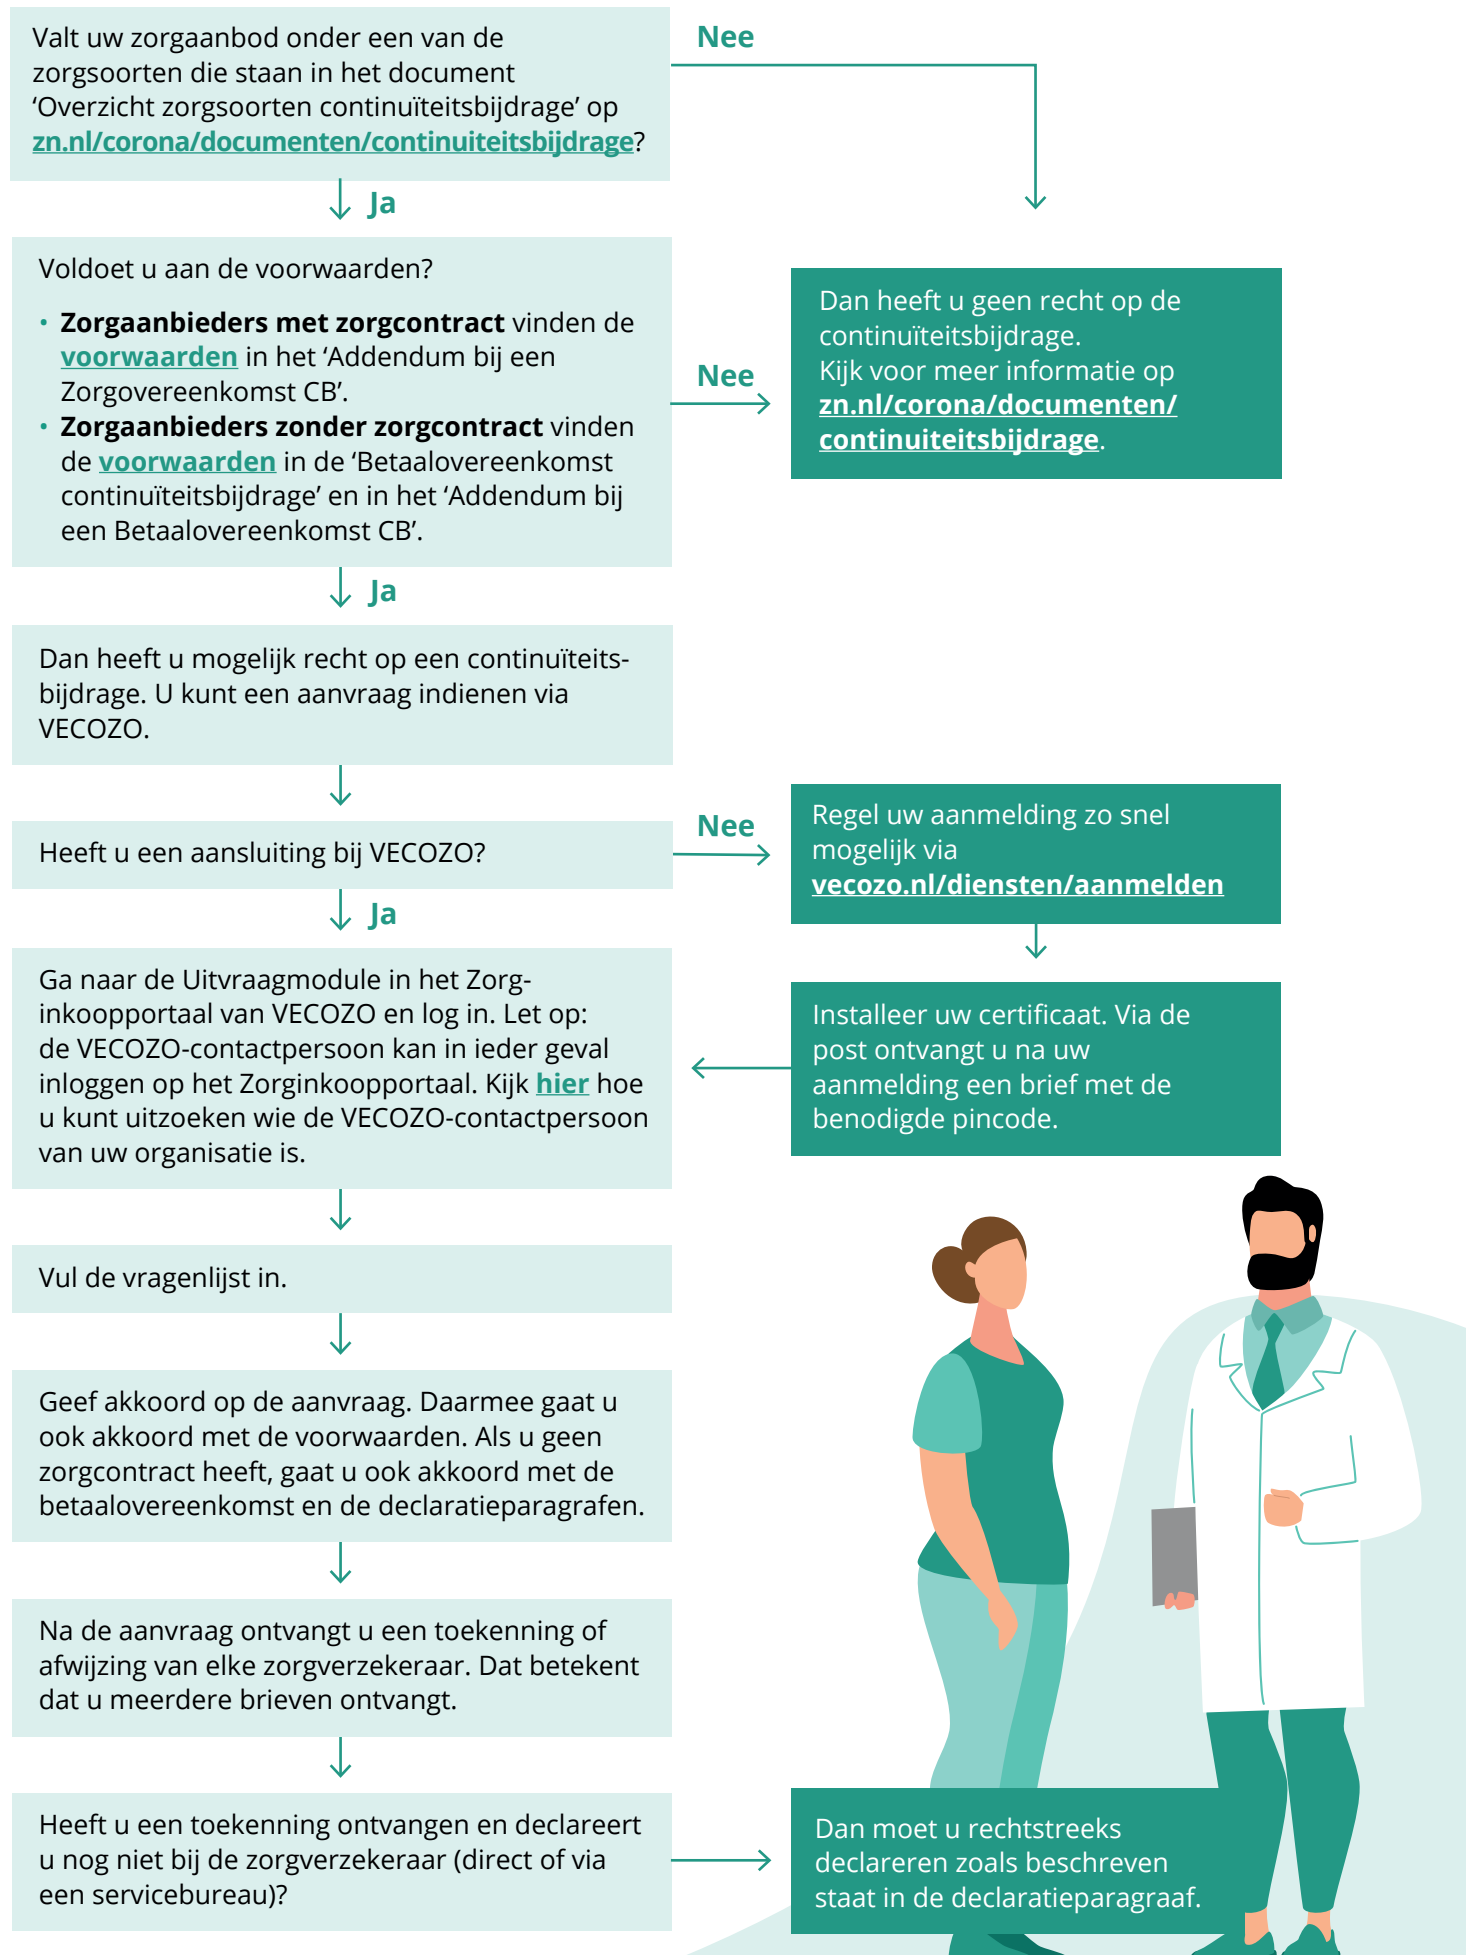 Valt uw zorgaanbod onder een van de
zorgsoorten die staan in het document
‘Overzicht zorgsoorten continuïteitsbijdrage’ op
zn.nl/corona/documenten/continuiteitsbijdrage?
Nee
Ja
Voldoet u aan de voorwaarden?
• Zorgaanbieders met zorgcontract vinden de
voorwaarden in het ‘Addendum bij een
Zorgovereenkomst CB’.
• Zorgaanbieders zonder zorgcontract vinden
de voorwaarden in de ‘Betaalovereenkomst
continuïteitsbijdrage’ en in het ‘Addendum bij
een Betaalovereenkomst CB’.
Nee
Dan heeft u geen recht op de
continuïteitsbijdrage.
Kijk voor meer informatie op
zn.nl/corona/documenten/
continuiteitsbijdrage.
Ja
Dan heeft u mogelijk recht op een continuïteits-
bijdrage. U kunt een aanvraag indienen via
VECOZO.
Heeft u een aansluiting bij VECOZO?
Nee
Regel uw aanmelding zo snel
mogelijk via
vecozo.nl/diensten/aanmelden
Ja
Installeer uw certificaat. Via de
post ontvangt u na uw
aanmelding een brief met de
benodigde pincode.
Ga naar de Uitvraagmodule in het Zorg-
inkoopportaal van VECOZO en log in. Let op:
de VECOZO-contactpersoon kan in ieder geval
inloggen op het Zorginkoopportaal. Kijk hier hoe
u kunt uitzoeken wie de VECOZO-contactpersoon
van uw organisatie is.
Vul de vragenlijst in.
Geef akkoord op de aanvraag. Daarmee gaat u
ook akkoord met de voorwaarden. Als u geen
zorgcontract heeft, gaat u ook akkoord met de
betaalovereenkomst en de declaratieparagrafen.
Na de aanvraag ontvangt u een toekenning of
afwijzing van elke zorgverzekeraar. Dat betekent
dat u meerdere brieven ontvangt.
Heeft u een toekenning ontvangen en declareert
u nog niet bij de zorgverzekeraar (direct of via
een servicebureau)?
Dan moet u rechtstreeks
declareren zoals beschreven
staat in de declaratieparagraaf.